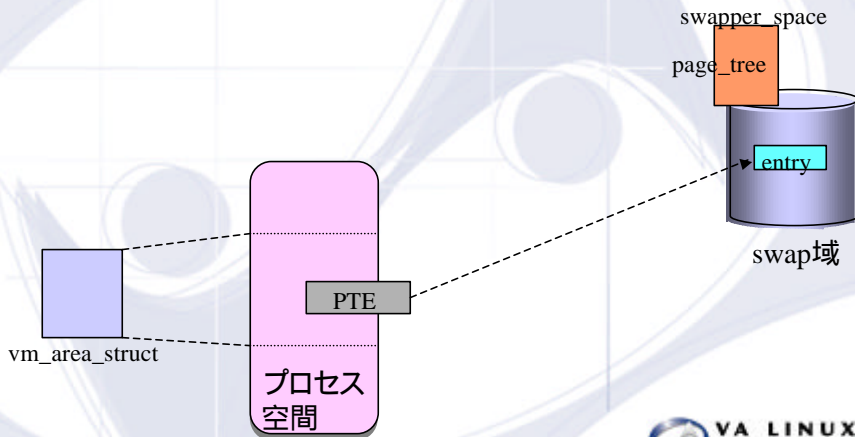 swapper_space
page_tree
entry
swap域
PTE
vm_area_struct
プロセス
空間
VA LINUX